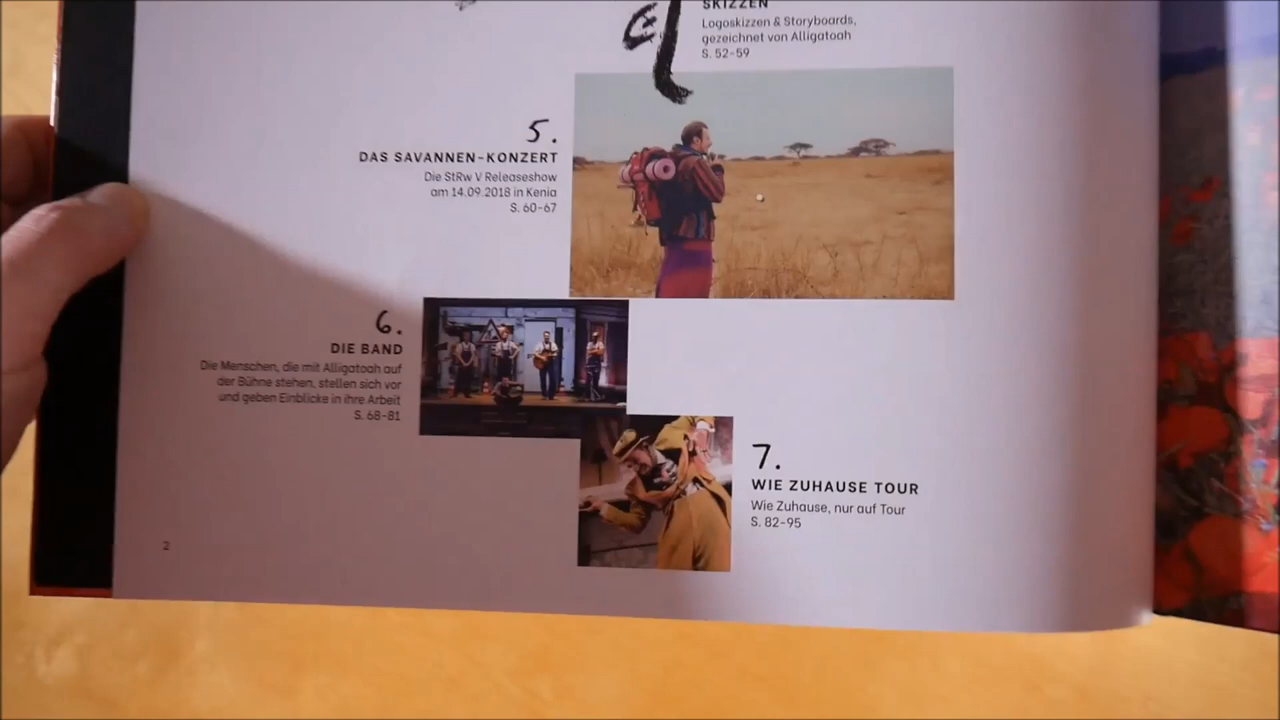 SKIZZEN
Logoskizzen & Storyboards,
gezeichnet von Alligatoah
S. 52-59
5.
DAS SAVANNEN-KONZERT
Die StRw V Releaseshow
am 14.09.2018 in Kenia
S. 60-67
6.
DIE BAND
Die Menschen, die mit Alligatoah auf
der Bühne stehen, stellen sich vor
und geben Einblicke in ihre Arbeit
S. 68-81
7.
WIE ZUHAUSE TOUR
Wie Zuhause, nur auf Tour
S. 82-95
2